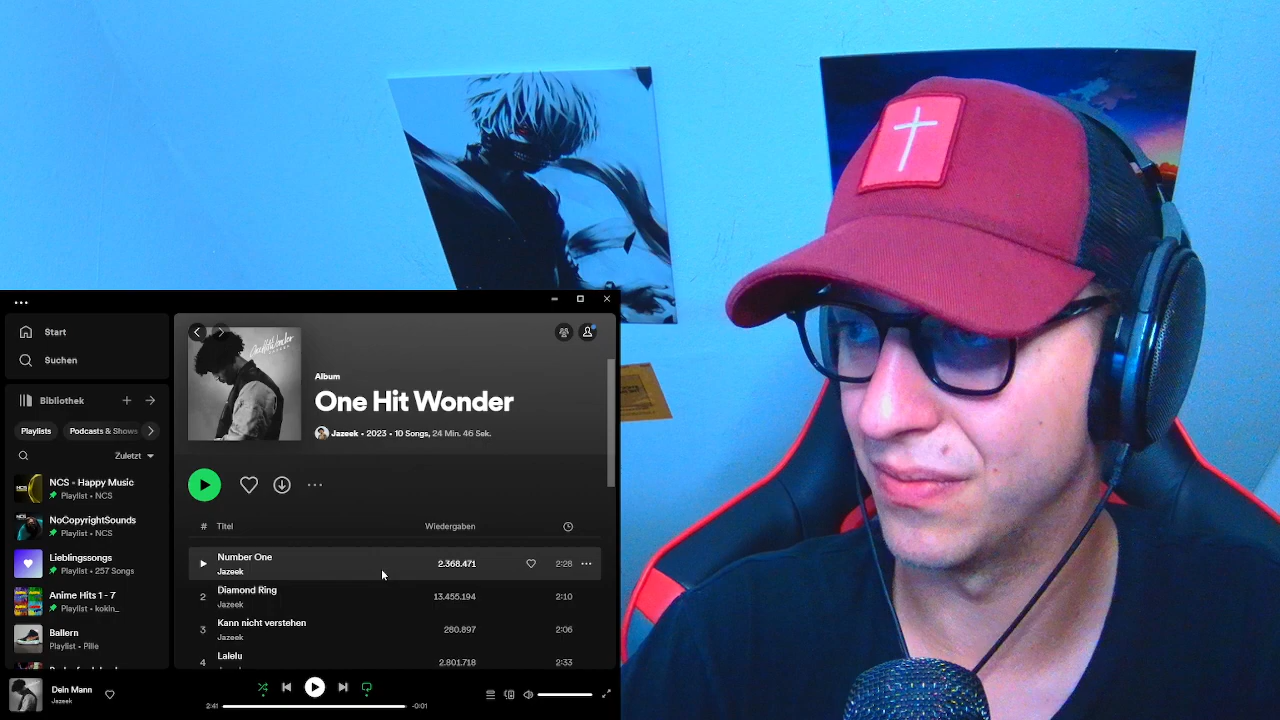 Start
Suchen
Bibliothek
Playlists
Podcasts & Shows
Zuletzt
NCS - Happy Music
Playlist • NCS
NoCopyrightSounds
Playlist • NCS
Lieblingssongs
Playlist • 257 Songs
Anime Hits 1 - 7
Playlist • kokin_
Ballern
Playlist • Pille
Album
One Hit Wonder
Jazeek • 2023 • 10 Songs, 24 Min. 46 Sek.
# Titel Wiedergaben
Number One 2.368.471 2:28
Jazeek
2 Diamond Ring 13.455.194 2:10
Jazeek
3 Kann nicht verstehen 280.897 2:06
Jazeek
4 Lalelu 2.801.718 2:33
Dein Mann
Jazeek
2:41 -0:01